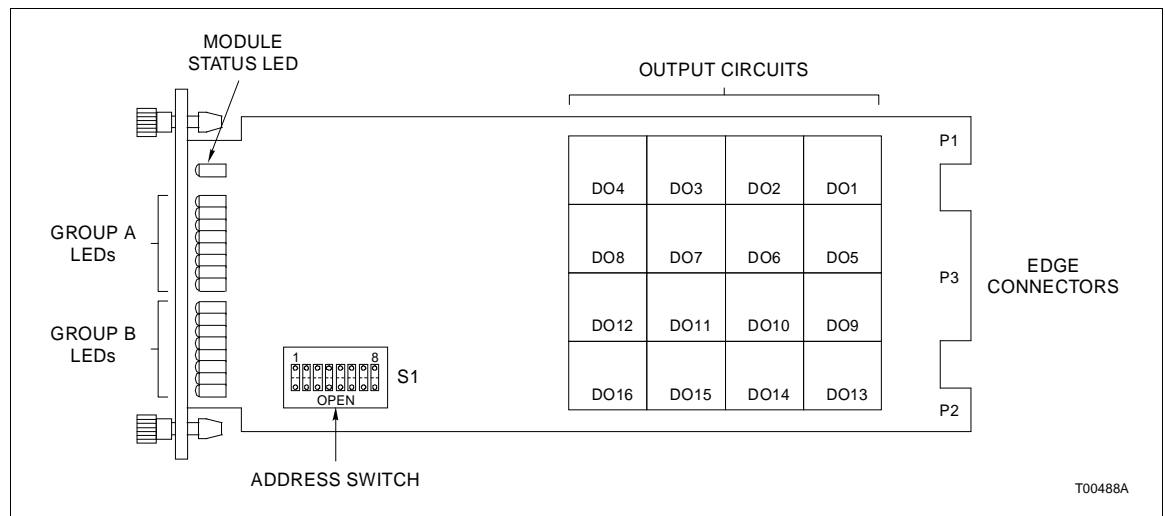 MODULE
STATUS LED
OUTPUT CIRCUITS
P1
DO4 DO3 DO2 DO1
GROUP A
LEDs
DO8 DO7 DO6 DO5
P3
EDGE
CONNECTORS
DO12 DO11 DO10 DO9
GROUP B
LEDs
1 8
S1
OPEN
DO16 DO15 DO14 DO13
P2
ADDRESS SWITCH
T00488A